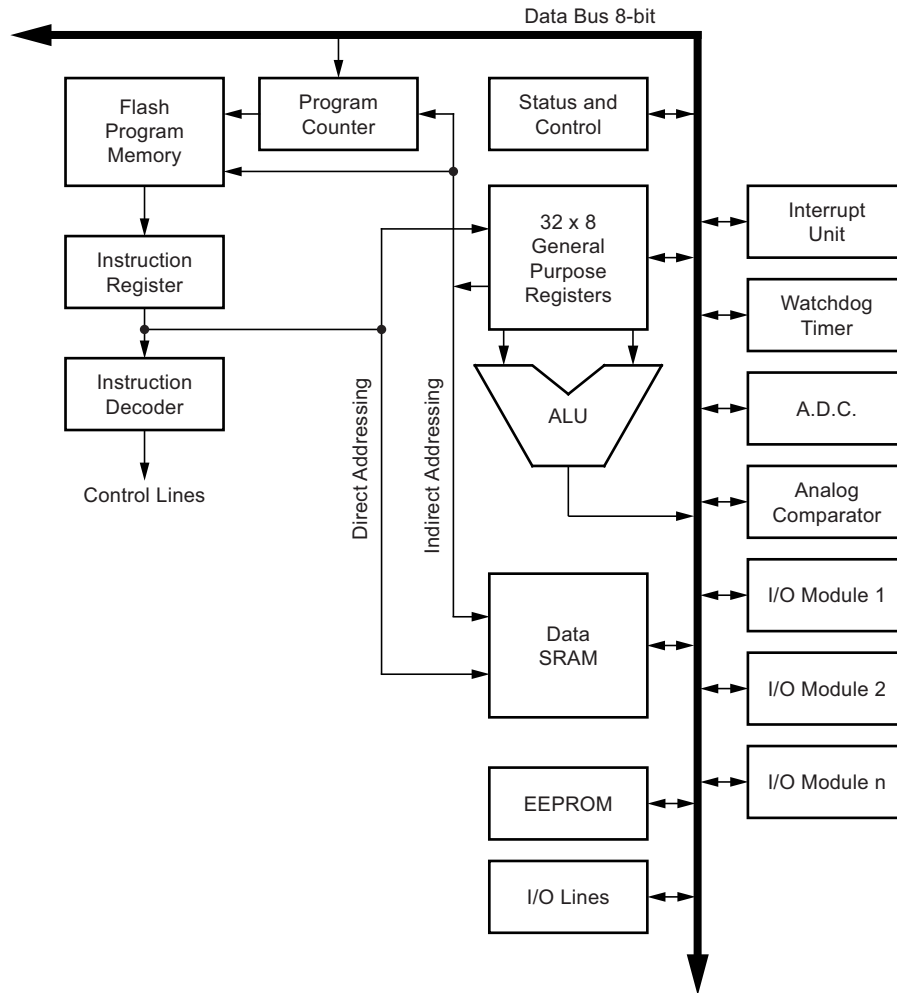 Data Bus 8-bit
Flash
Program
Memory
Program
Counter
Status and
Control
32 x 8
General
Purpose
Registers
Interrupt
Unit
Instruction
Register
Watchdog
Timer
Instruction
Decoder
ALU
A.D.C.
Control Lines
Direct Addressing
Indirect Addressing
Analog
Comparator
I/O Module 1
Data
SRAM
I/O Module 2
I/O Module n
EEPROM
I/O Lines